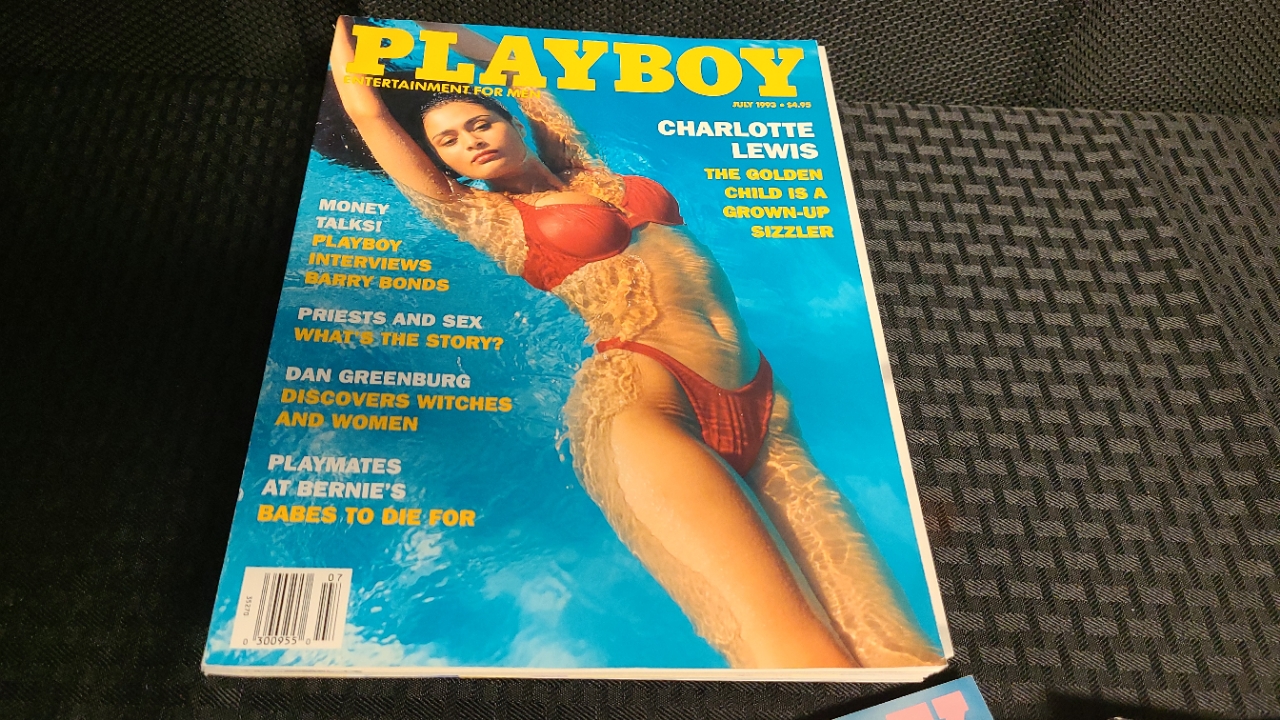 PLAYBOY
ENTERTAINMENT FOR MEN
JULY 1993 • $4.95
CHARLOTTE
LEWIS
THE GOLDEN
CHILD IS A
GROWN-UP
SIZZLER
MONEY
TALKS!
PLAYBOY
INTERVIEWS
BARRY BONDS
PRIESTS AND SEX
WHAT'S THE STORY?
DAN GREENBURG
DISCOVERS WITCHES
AND WOMEN
PLAYMATES
AT BERNIE'S
BABES TO DIE FOR
07
35270
0 300955 0